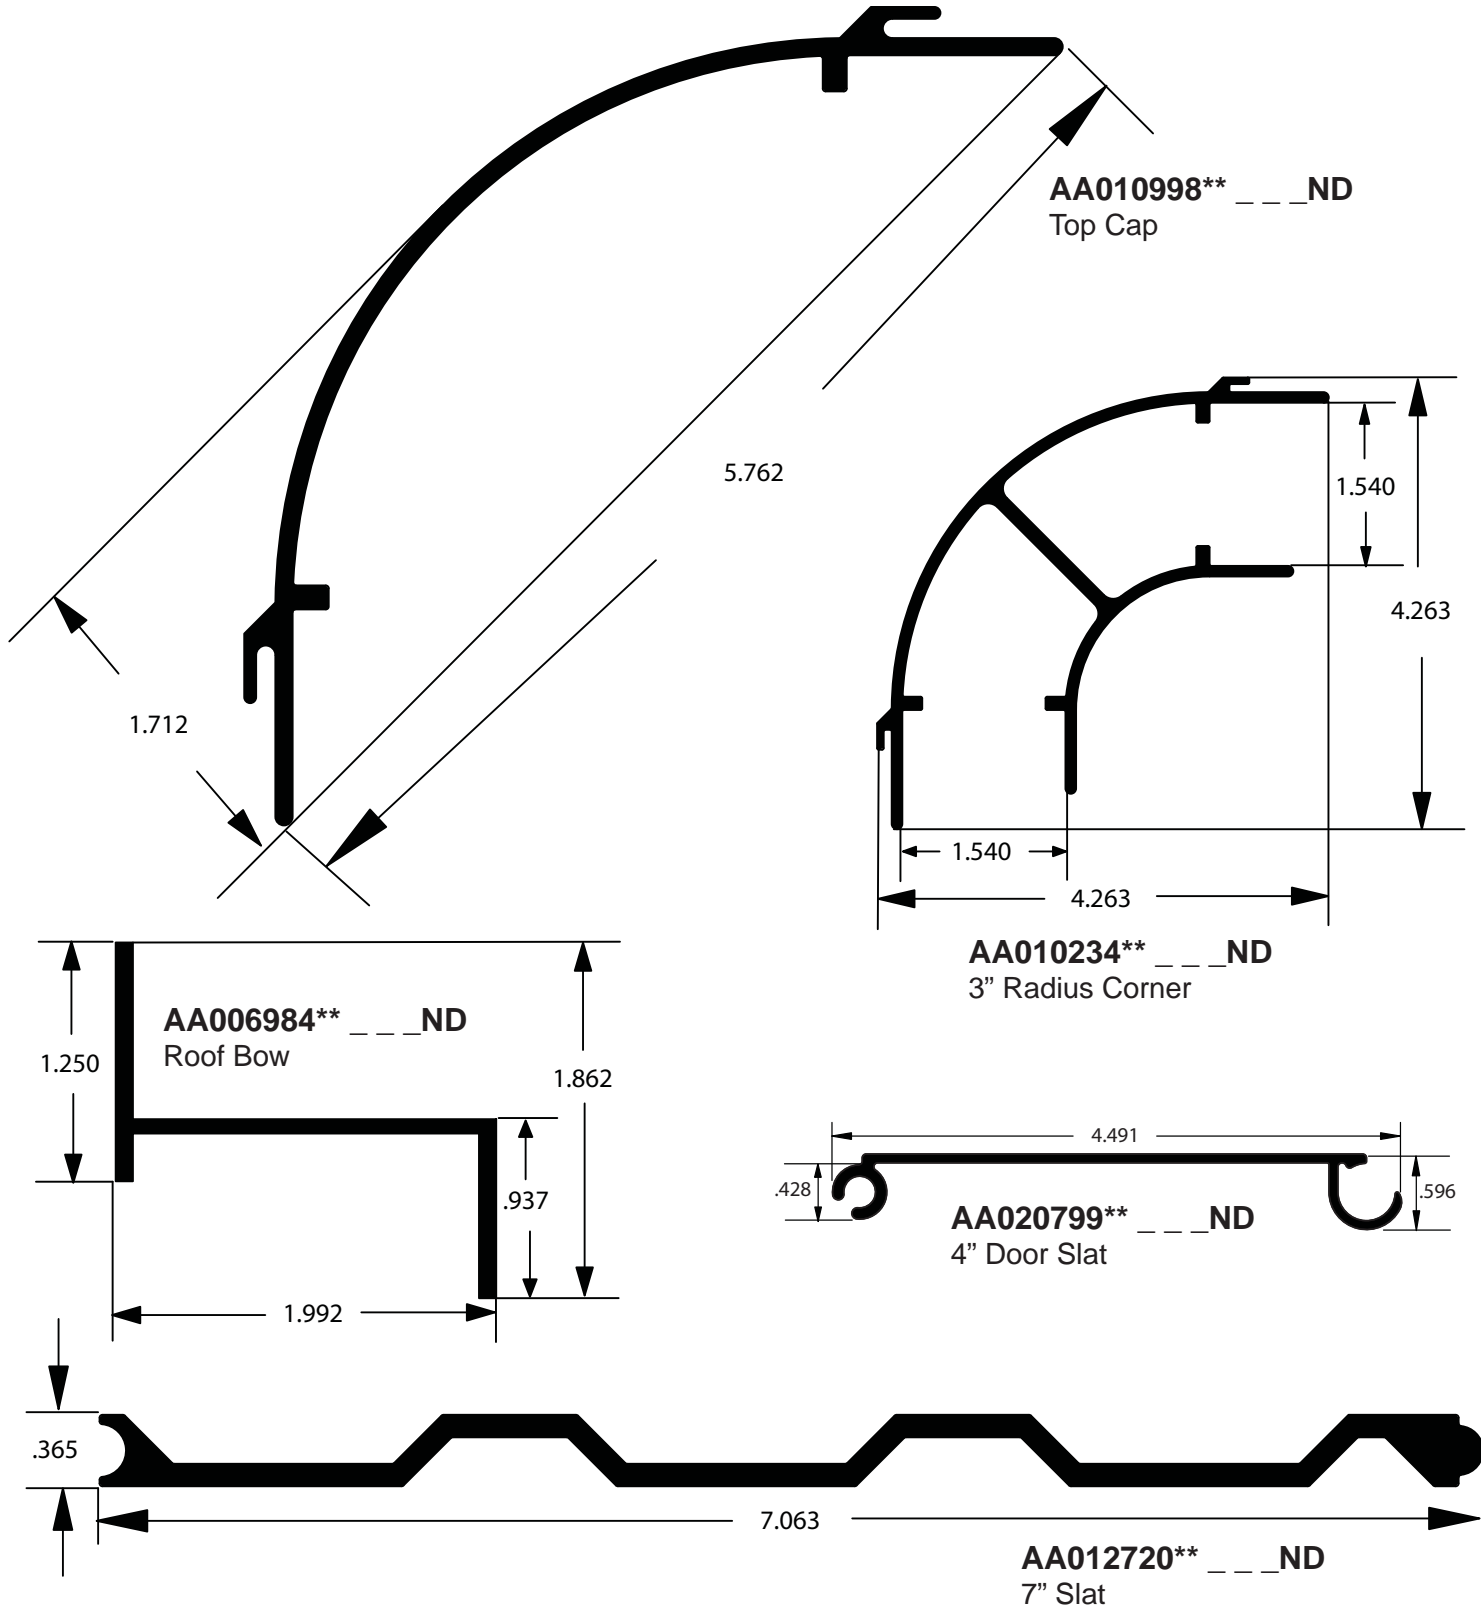 AA010998** _ _ _ND
Top Cap
5.762
1.712
1.540
4.263
1.540
4.263
AA010234** _ _ _ND
3” Radius Corner
AA006984** _ _ _ND
Roof Bow
1.250
1.862
.937
1.992
4.491
.428
.596
AA020799** _ _ _ND
4” Door Slat
.365
7.063
AA012720** _ _ _ND
7” Slat